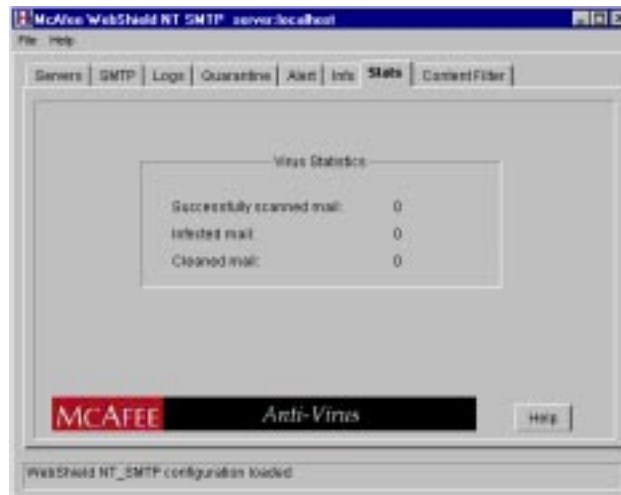 McAfee WebShield NT SMTP server:localhost
File Help
Servers SMTP Logs Quarantine Alert Info Stats Content Filter
Virus Statistics
Successfully scanned mail: 0
Infected mail: 0
Cleaned mail: 0
MCAFEE Anti-Virus Help
WebShield NT_SMTP configuration loaded